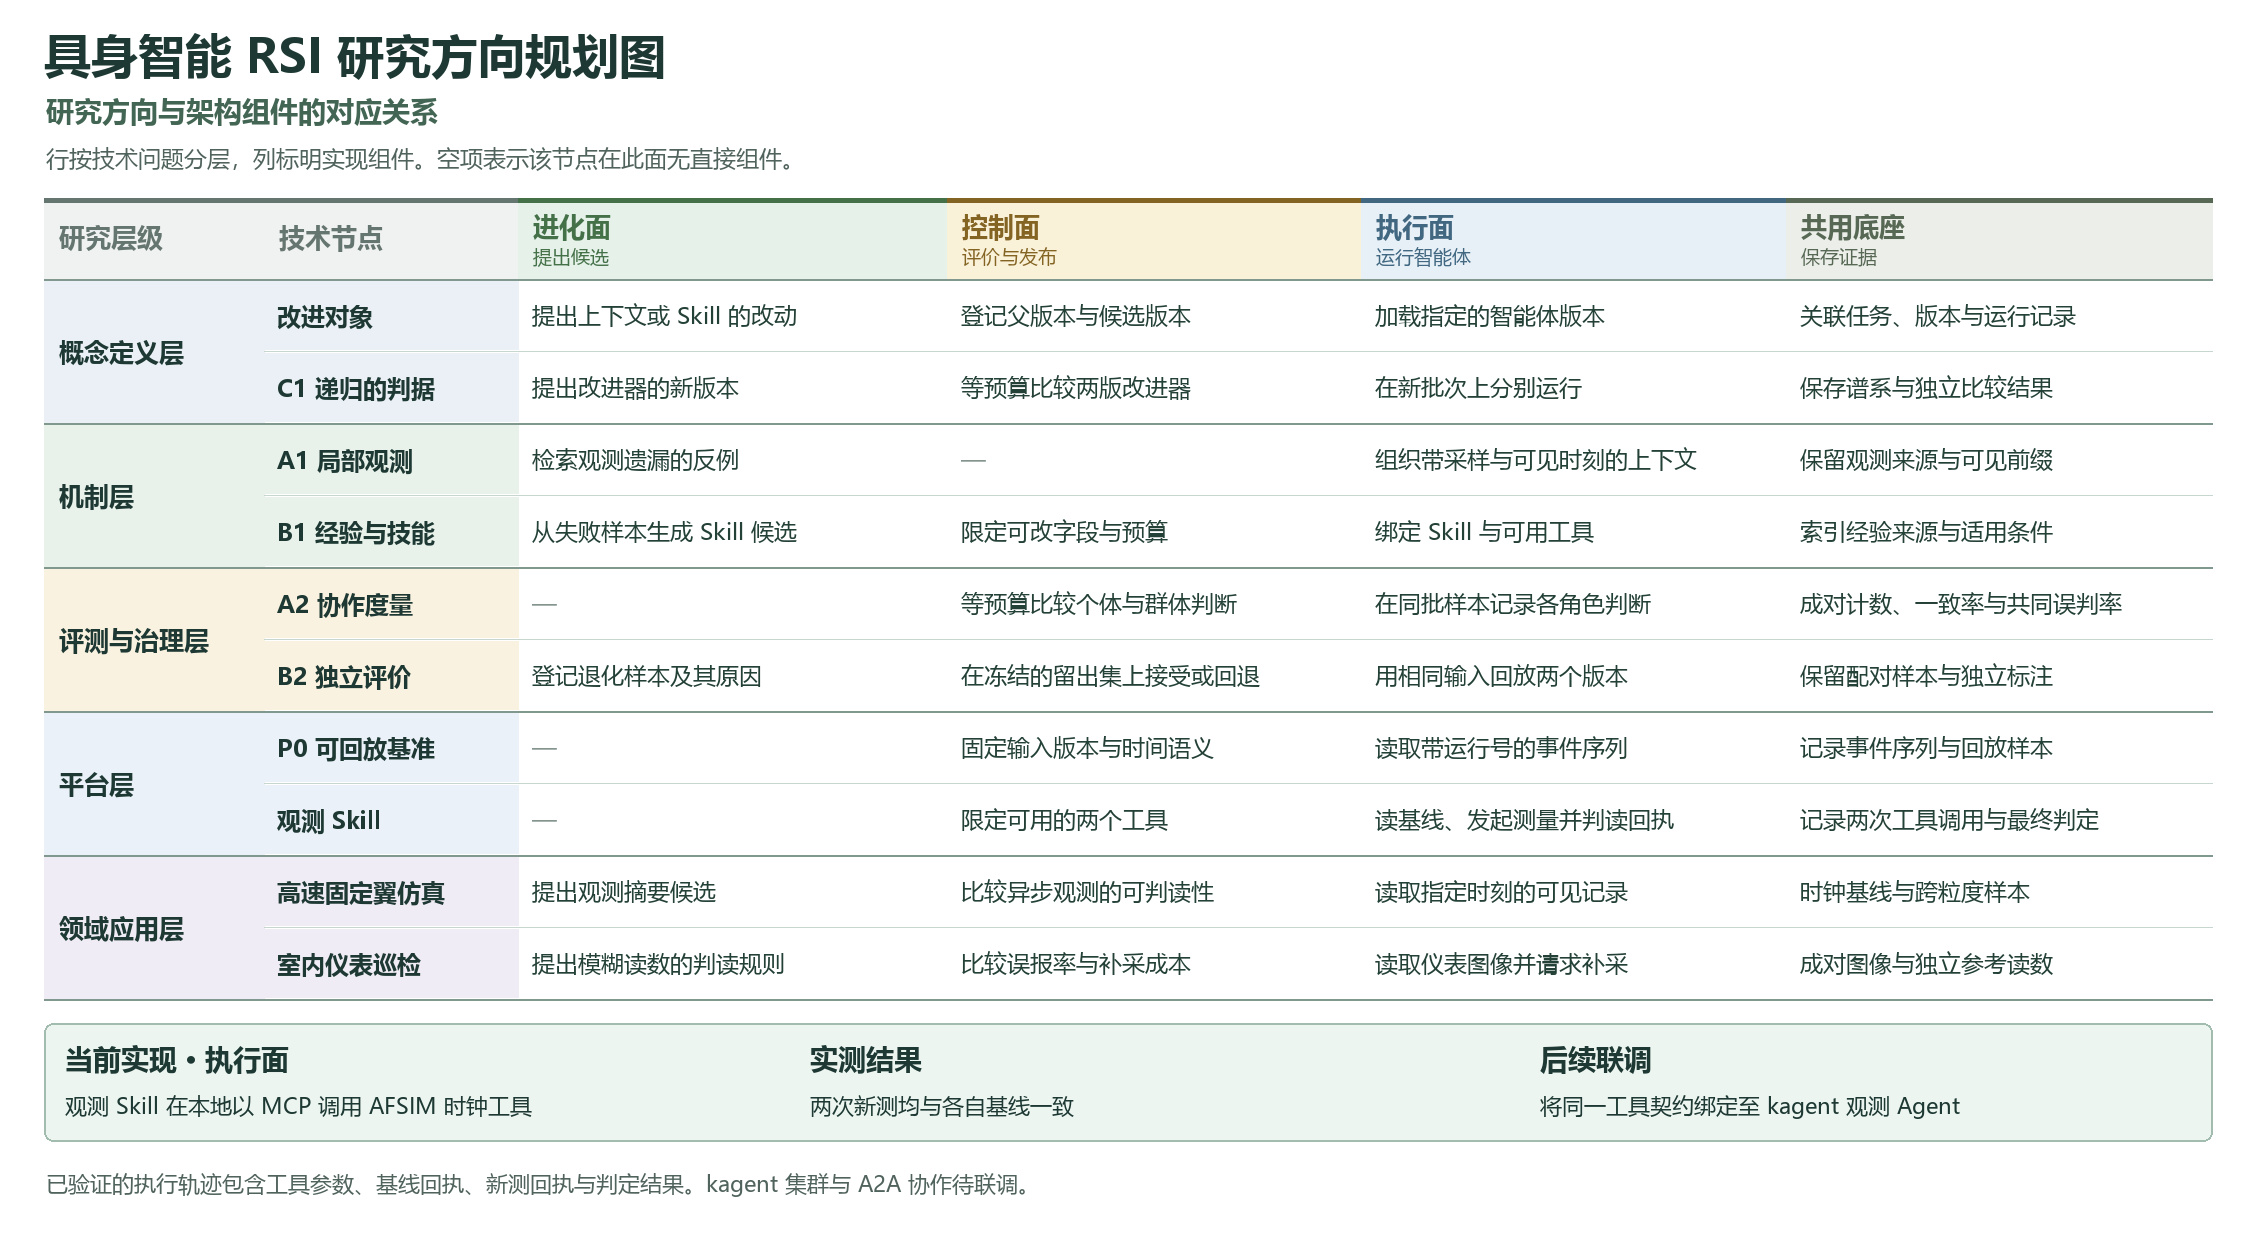 具身智能 RSI 研究方向规划图
研究方向与架构组件的对应关系
行按技术问题分层，列标明实现组件。空项表示该节点在此面无直接组件。
研究层级 技术节点 进化面 控制面 执行面 共用底座
提出候选 评价与发布 运行智能体 保存证据
概念定义层
改进对象 提出上下文或 Skill 的改动 登记父版本与候选版本 加载指定的智能体版本 关联任务、版本与运行记录
C1 递归的判据 提出改进器的新版本 等预算比较两版改进器 在新批次上分别运行 保存谱系与独立比较结果
机制层
A1 局部观测 检索观测遗漏的反例 — 组织带采样与可见时刻的上下文 保留观测来源与可见前缀
B1 经验与技能 从失败样本生成 Skill 候选 限定可改字段与预算 绑定 Skill 与可用工具 索引经验来源与适用条件
评测与治理层
A2 协作度量 — 等预算比较个体与群体判断 在同批样本记录各角色判断 成对计数、一致率与共同误判率
B2 独立评价 登记退化样本及其原因 在冻结的留出集上接受或回退 用相同输入回放两个版本 保留配对样本与独立标注
平台层
P0 可回放基准 — 固定输入版本与时间语义 读取带运行号的事件序列 记录事件序列与回放样本
观测 Skill — 限定可用的两个工具 读基线、发起测量并判读回执 记录两次工具调用与最终判定
领域应用层
高速固定翼仿真 提出观测摘要候选 比较异步观测的可判读性 读取指定时刻的可见记录 时钟基线与跨粒度样本
室内仪表巡检 提出模糊读数的判读规则 比较误报率与补采成本 读取仪表图像并请求补采 成对图像与独立参考读数
当前实现 • 执行面 实测结果 后续联调
观测 Skill 在本地以 MCP 调用 AFSIM 时钟工具 两次新测均与各自基线一致 将同一工具契约绑定至 kagent 观测 Agent
已验证的执行轨迹包含工具参数、基线回执、新测回执与判定结果。kagent 集群与 A2A 协作待联调。